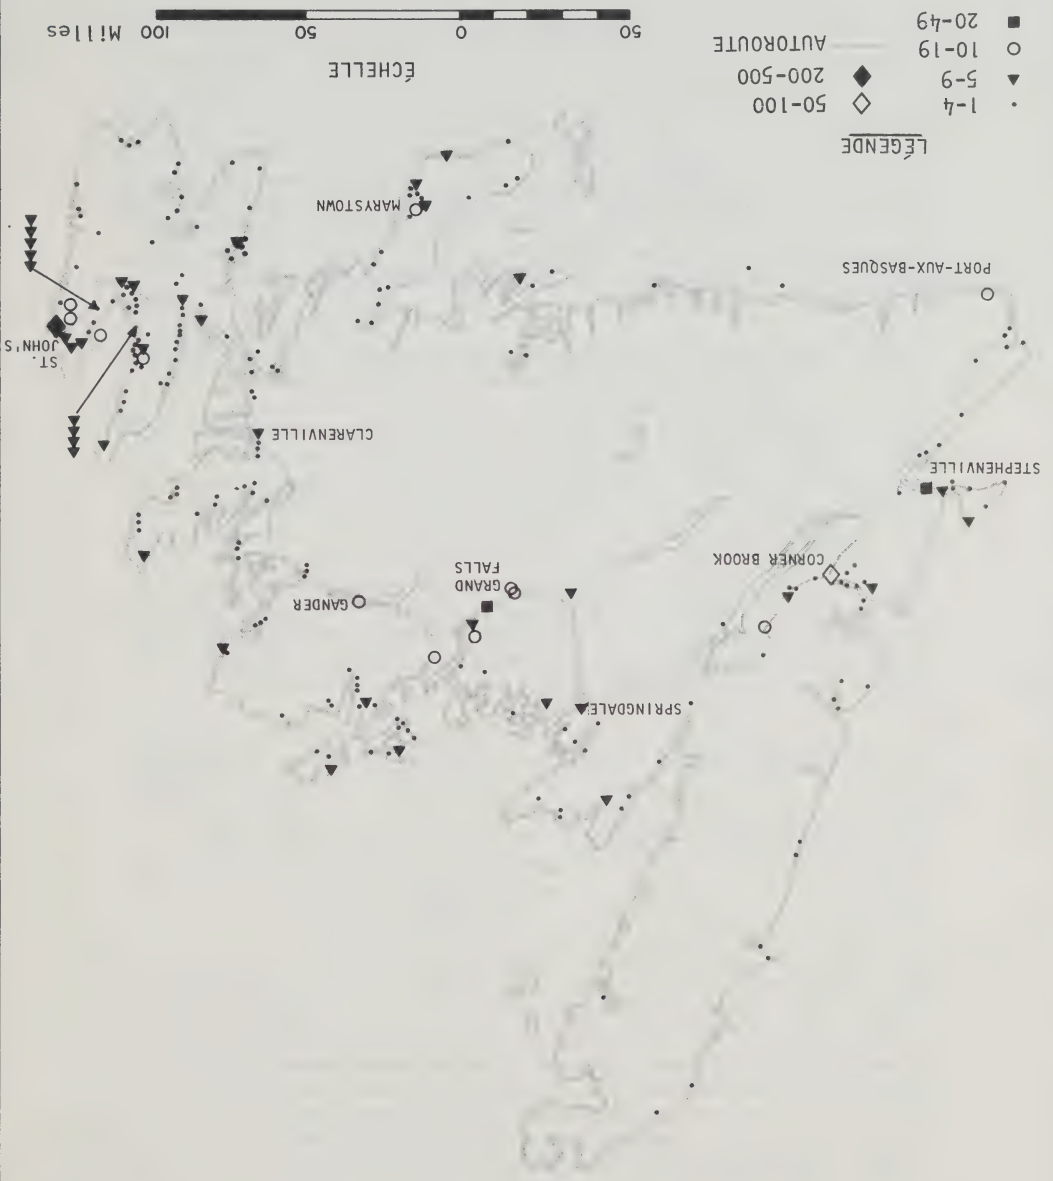 SPRINGDALE
GRAND
FALLS
GANDER
CORNER BROOK
STEPHENVILLE
CLARENVILLE
ST.
JOHN'S
PORT-AUX-BASQUES
MARYSTOWN
LÉGENDE
1-4
5-9
10-19
20-49
50-100
200-500
AUTOROUTE
ÉCHELLE
50 0 50 100 Milles